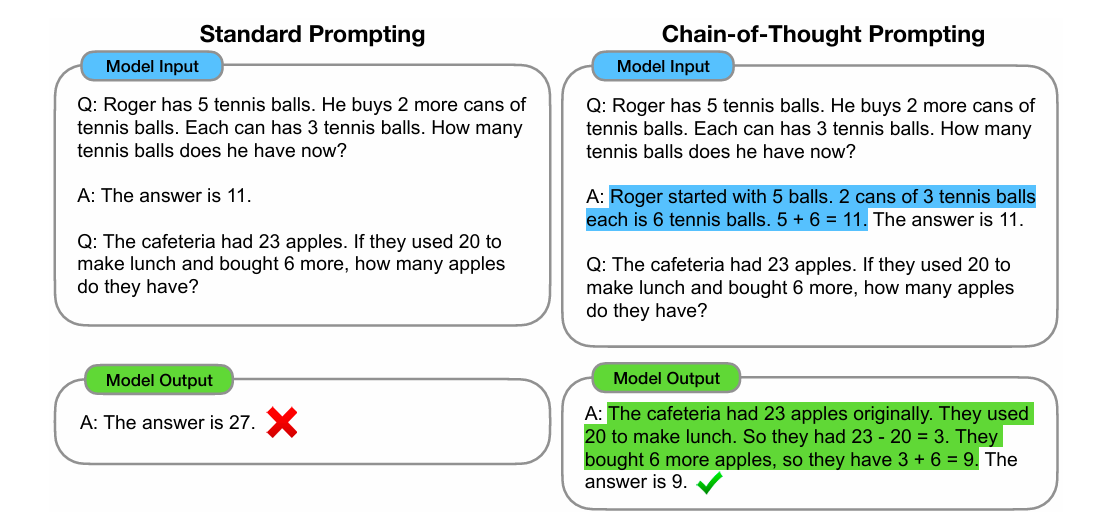 Standard Prompting
Model Input
Q: Roger has 5 tennis balls. He buys 2 more cans of
tennis balls. Each can has 3 tennis balls. How many
tennis balls does he have now?
A: The answer is 11.
Q: The cafeteria had 23 apples. If they used 20 to
make lunch and bought 6 more, how many apples
do they have?
Model Output
A: The answer is 27.
Chain-of-Thought Prompting
Model Input
Q: Roger has 5 tennis balls. He buys 2 more cans of
tennis balls. Each can has 3 tennis balls. How many
tennis balls does he have now?
A: Roger started with 5 balls. 2 cans of 3 tennis balls
each is 6 tennis balls. 5 + 6 = 11. The answer is 11.
Q: The cafeteria had 23 apples. If they used 20 to
make lunch and bought 6 more, how many apples
do they have?
Model Output
A: The cafeteria had 23 apples originally. They used
20 to make lunch. So they had 23 - 20 = 3. They
bought 6 more apples, so they have 3 + 6 = 9. The
answer is 9.